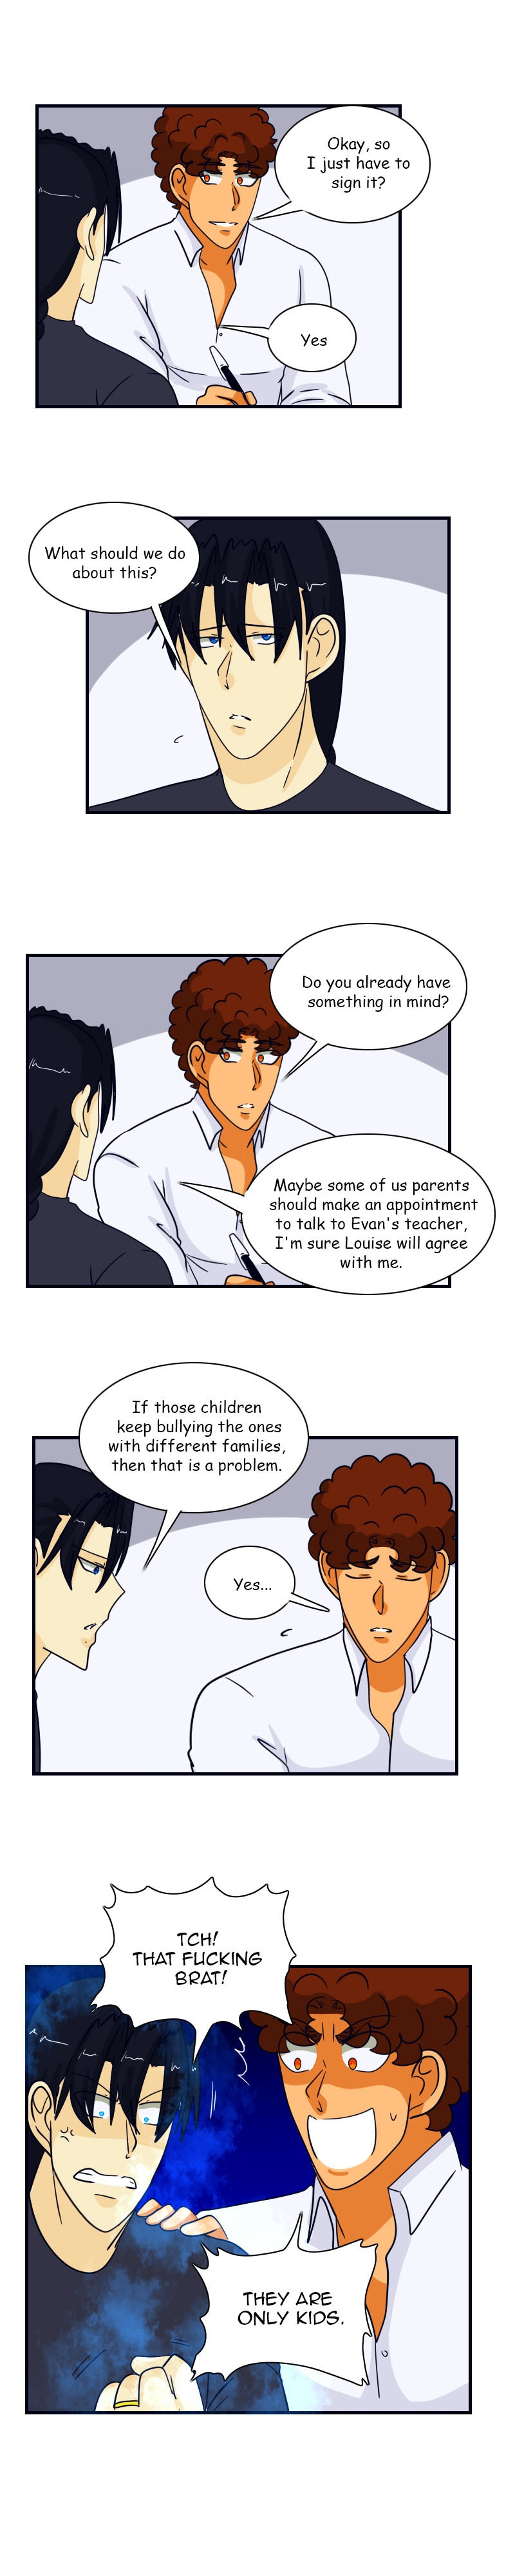 Okay, so
I just have to
sign it?
Yes
What should we do
about this?
Do you already have
something in mind?
Maybe some of us parents
should make an appointment
to talk to Evan's teacher,
I'm sure Louise will agree
with me.
If those children
keep bullying the ones
with different families,
then that is a problem.
Yes...
TCH!
THAT FUCKING
BRAT!
THEY ARE
ONLY KIDS.